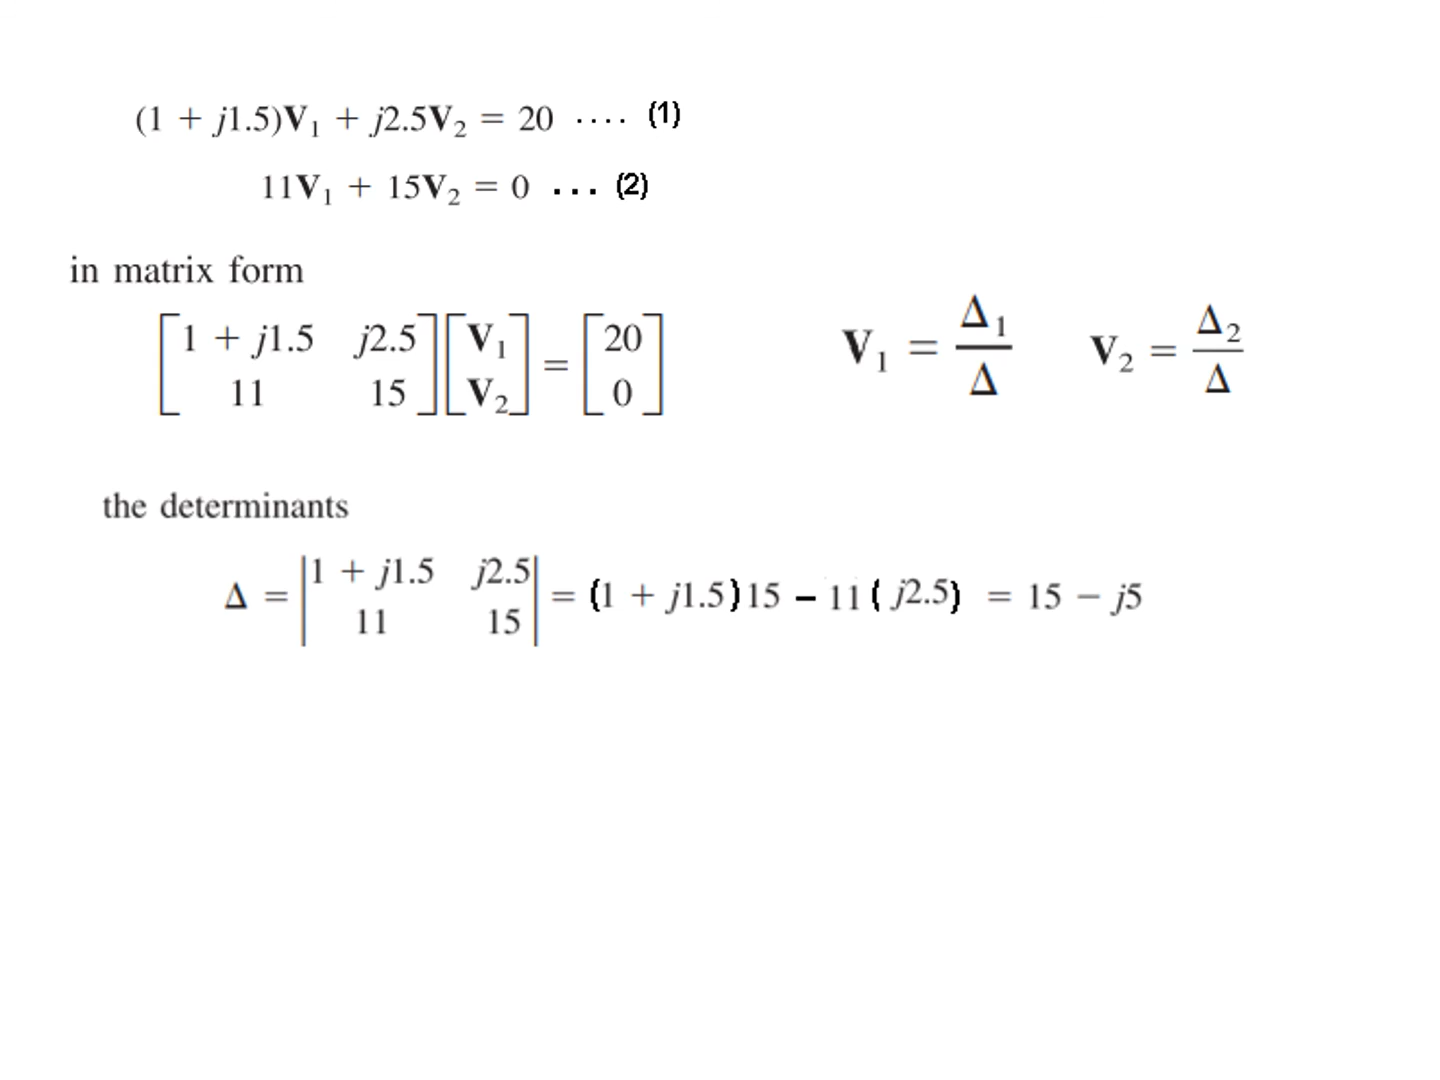 (1 + j1.5)V₁ + j2.5V₂ = 20 .... (1)
11V₁ + 15V₂ = 0 ... (2)
in matrix form
[1 + j1.5 j2.5] [V₁] = [20]
[11 15] [V₂] [0]
V₁ = Δ₁/Δ V₂ = Δ₂/Δ
the determinants
Δ = |1 + j1.5 j2.5| = (1 + j1.5)15 – 11(j2.5) = 15 − j5
|11 15|